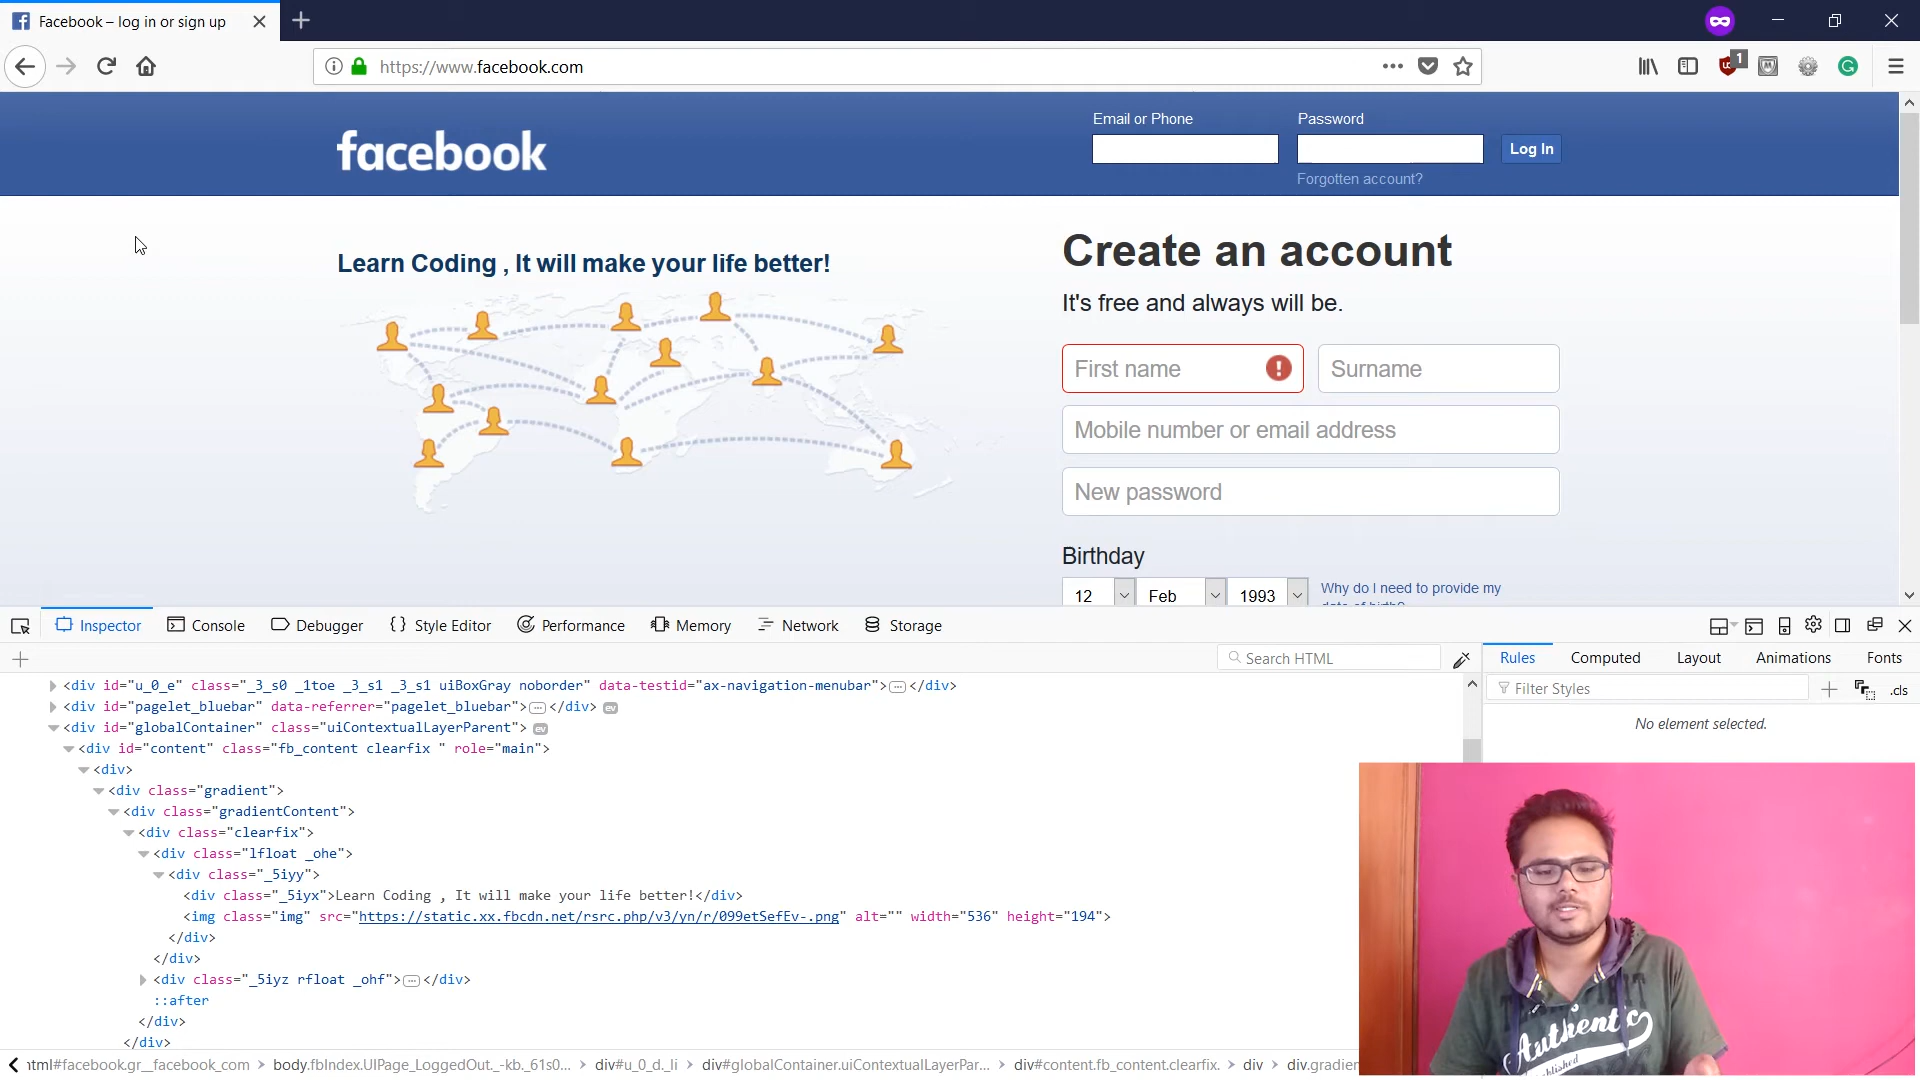 Facebook – log in or sign up
https://www.facebook.com
1
facebook
Email or Phone
Password
Log In
Forgotten account?
Learn Coding , It will make your life better!
Create an account
It's free and always will be.
First name
Surname
Mobile number or email address
New password
Birthday
12
Feb
1993
Why do I need to provide my
date of birth?
Inspector
Console
Debugger
Style Editor
Performance
Memory
Network
Storage
Search HTML
Rules
Computed
Layout
Animations
Fonts
Filter Styles
.cls
No element selected.
<div id="u_0_e" class="_3_s0 _1toe _3_s1 _3_s1 uiBoxGray noborder" data-testid="ax-navigation-menubar"></div>
<div id="pagelet_bluebar" data-referrer="pagelet_bluebar"></div> ev
<div id="globalContainer" class="uiContextualLayerParent"> ev
<div id="content" class="fb_content clearfix " role="main">
<div>
<div class="gradient">
<div class="gradientContent">
<div class="clearfix">
<div class="lfloat _ohe">
<div class="_5iyy">
<div class="_5iyx">Learn Coding , It will make your life better!</div>
<img class="img" src="https://static.xx.fbcdn.net/rsrc.php/v3/yn/r/099etSefEv-.png" alt="" width="536" height="194">
</div>
</div>
<div class="_5iyz rfloat _ohf"></div>
::after
</div>
</div>
html#facebook.gr__facebook_com
body.fbIndex.UIPage_LoggedOut._-kb._61s0...
div#u_0_d._li
div#globalContainer.uiContextualLayerPar...
div#content.fb_content.clearfix.
div
div.gradien
Authentic